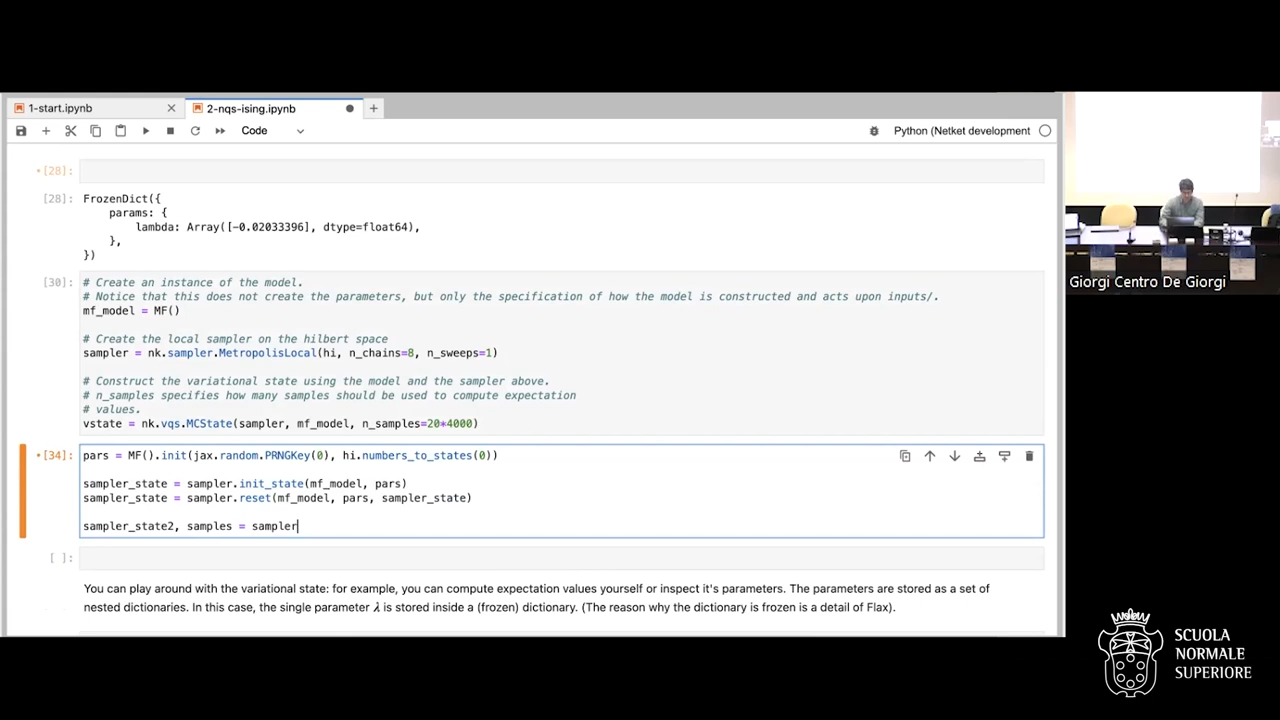 1-start.ipynb
2-nqs-ising.ipynb
Code
Python (Netket development
[28]:
[28]: FrozenDict({
params: {
lambda: Array([-0.02033396], dtype=float64),
},
})
[30]: # Create an instance of the model.
# Notice that this does not create the parameters, but only the specification of how the model is constructed and acts upon inputs/.
mf_model = MF()
# Create the local sampler on the hilbert space
sampler = nk.sampler.MetropolisLocal(hi, n_chains=8, n_sweeps=1)
# Construct the variational state using the model and the sampler above.
# n_samples specifies how many samples should be used to compute expectation
# values.
vstate = nk.vqs.MCState(sampler, mf_model, n_samples=20*4000)
[34]: pars = MF().init(jax.random.PRNGKey(0), hi.numbers_to_states(0))
sampler_state = sampler.init_state(mf_model, pars)
sampler_state = sampler.reset(mf_model, pars, sampler_state)
sampler_state2, samples = sampler
[ ]:
You can play around with the variational state: for example, you can compute expectation values yourself or inspect it's parameters. The parameters are stored as a set of
nested dictionaries. In this case, the single parameter λ is stored inside a (frozen) dictionary. (The reason why the dictionary is frozen is a detail of Flax).
Giorgi Centro De Giorgi
SCUOLA
NORMALE
SUPERIORE